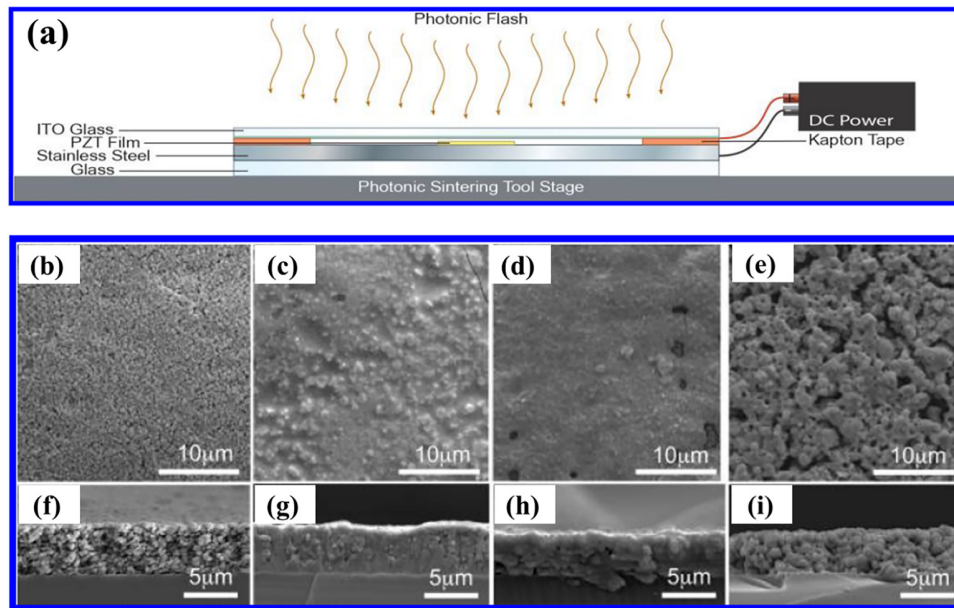 (a)
Photonic Flash
ITO Glass
PZT Film
Stainless Steel
Glass
DC Power
Kapton Tape
Photonic Sintering Tool Stage
(b)
(c)
(d)
(e)
10μm
10μm
10μm
10μm
(f)
(g)
(h)
(i)
5μm
5μm
5μm
5μm